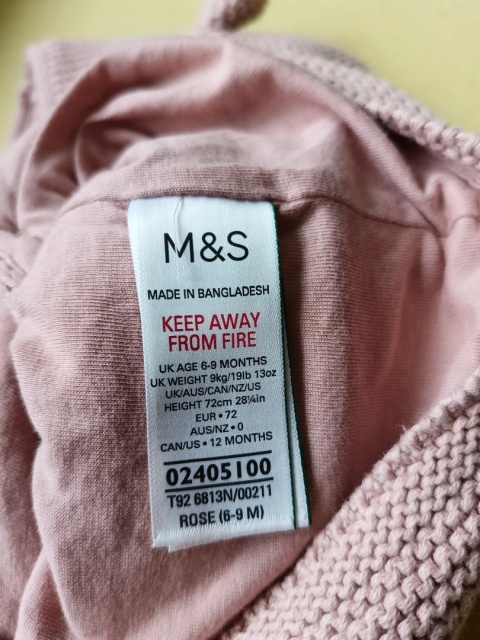 M&S
MADE IN BANGLADESH
KEEP AWAY
FROM FIRE
UK AGE 6-9 MONTHS
UK WEIGHT 9kg/19lb 13oz
UK/AUS/CAN/NZ/US
HEIGHT 72cm 28¼in
EUR • 72
AUS/NZ • 0
CAN/US • 12 MONTHS
02405100
T92 6813N/00211
ROSE (6-9 M)